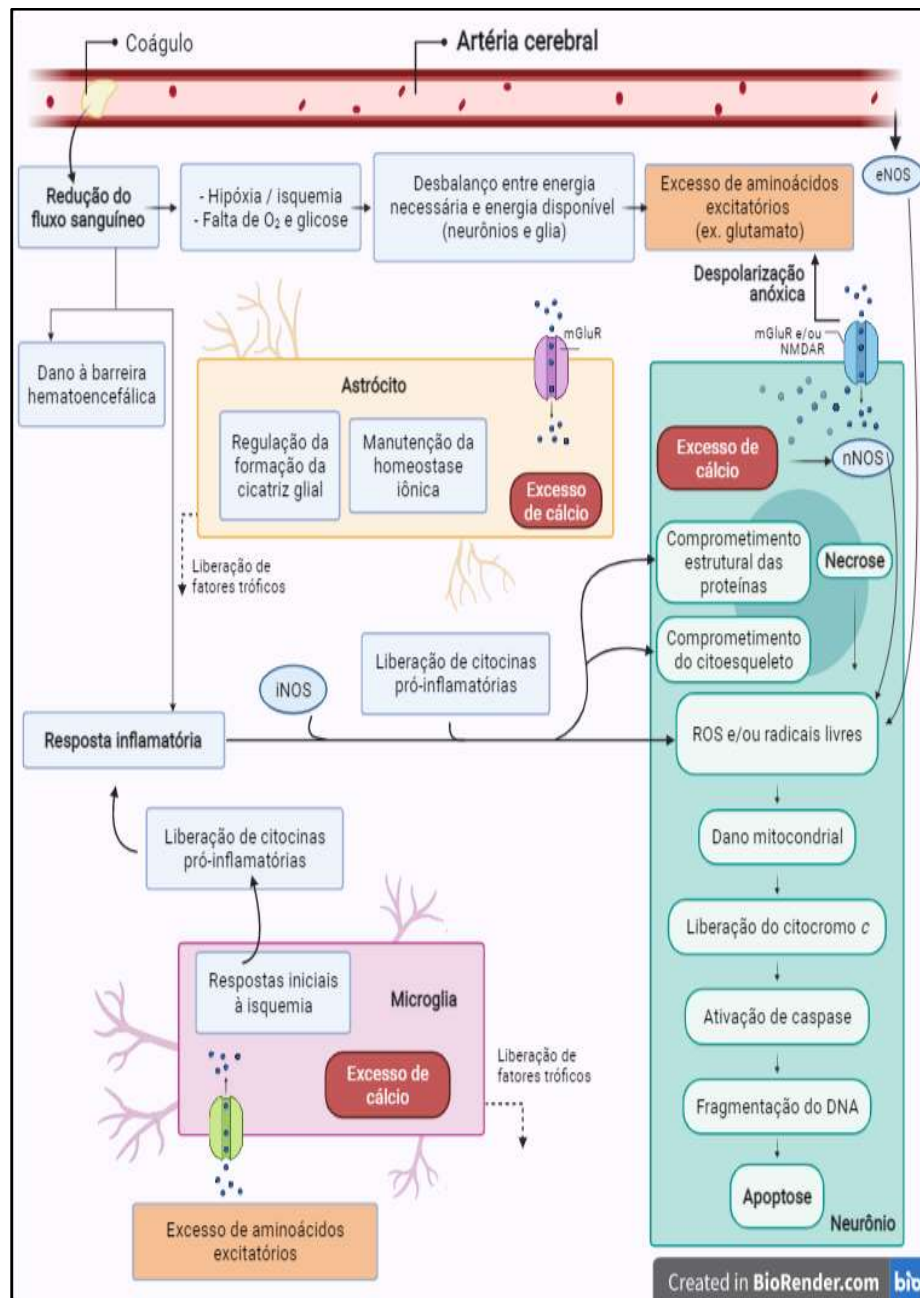 Coágulo
Artéria cerebral
eNOS
Redução do
fluxo sanguíneo
- Hipóxia / isquemia
- Falta de O₂ e glicose
Desbalanço entre energia
necessária e energia disponível
(neurônios e glia)
Excesso de aminoácidos
excitatórios
(ex. glutamato)
Despolarização
anóxica
mGluR
mGluR e/ou
NMDAR
Dano à barreira
hematoencefálica
Astrócito
Regulação da
formação da
cicatriz glial
Manutenção da
homeostase
iônica
Excesso
de cálcio
Excesso de
cálcio
nNOS
Liberação de
fatores tróficos
Comprometimento
estrutural das
proteínas
Necrose
Comprometimento
do citoesqueleto
Liberação de citocinas
pró-inflamatórias
iNOS
Resposta inflamatória
ROS e/ou radicais livres
Dano mitocondrial
Liberação de citocinas
pró-inflamatórias
Liberação do citocromo c
Respostas iniciais
à isquemia
Microglia
Ativação de caspase
Excesso de
cálcio
Liberação de
fatores tróficos
Fragmentação do DNA
Apoptose
Neurônio
Excesso de aminoácidos
excitatórios
Created in BioRender.com
bio